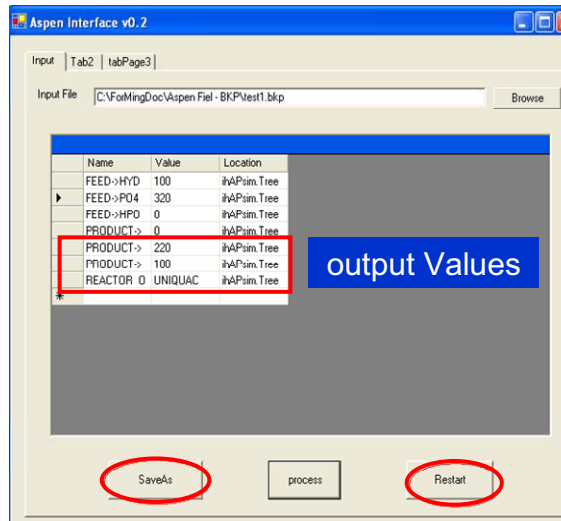 Aspen Interface v0.2
Input Tab2 tabPage3
Input File C:\ForMingDoc\Aspen Fiel - BKP\test1.bkp Browse
Name Value Location
FEED->HYD 100 ihAPsim.Tree
FEED->PO4 320 ihAPsim.Tree
FEED->HPO 0 ihAPsim.Tree
PRODUCT-> 0 ihAPsim.Tree
PRODUCT-> 220 ihAPsim.Tree
PRODUCT-> 100 ihAPsim.Tree
REACTOR O UNIQUAC ihAPsim.Tree
output Values
SaveAs process Restart